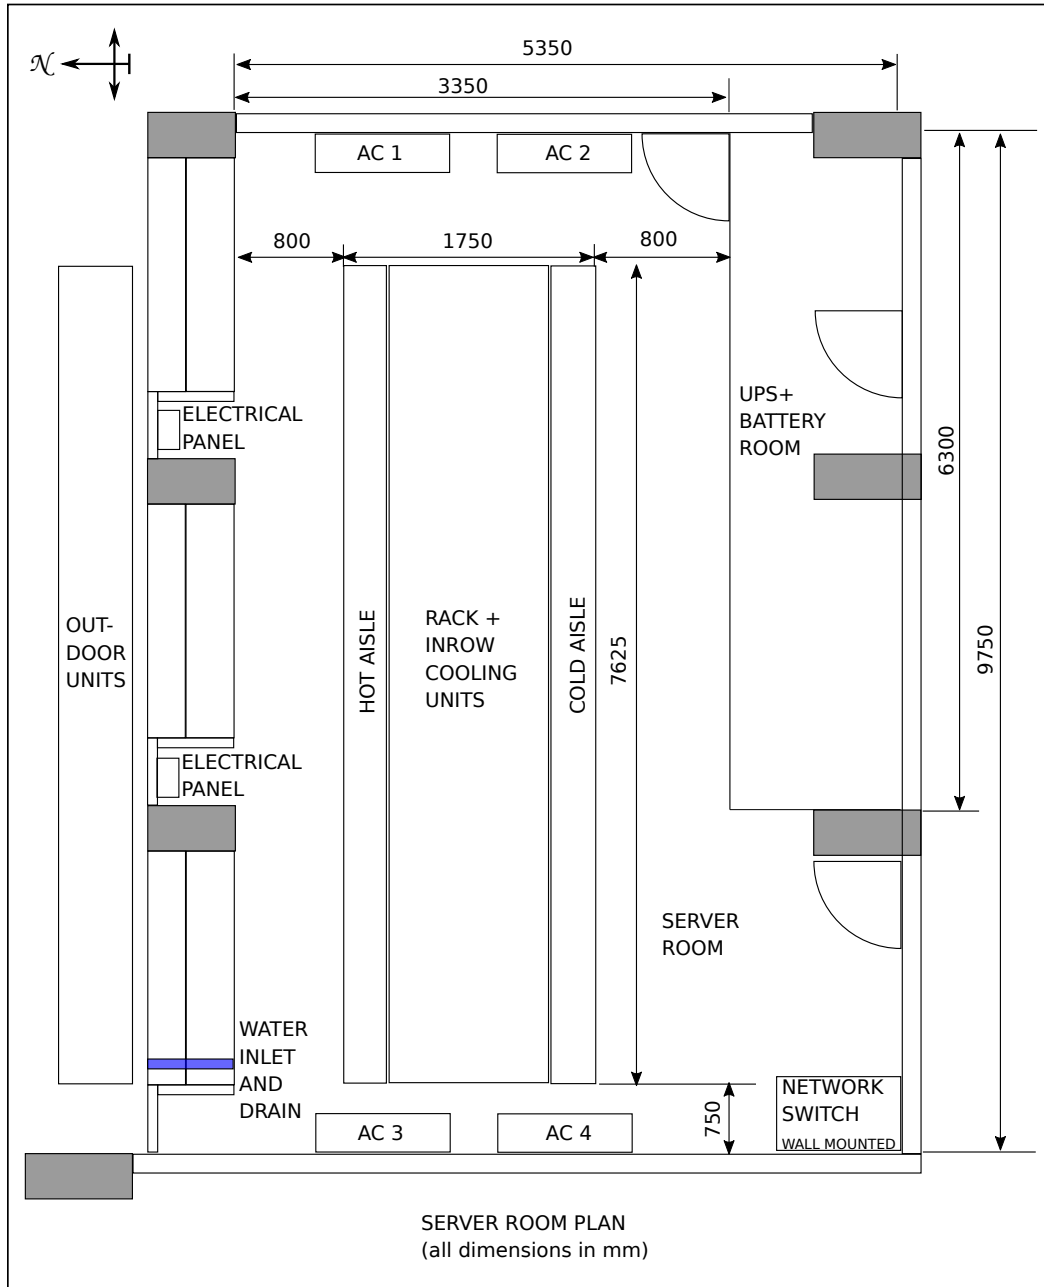 N
5350
3350
AC 1
AC 2
800
1750
800
ELECTRICAL
PANEL
UPS+
BATTERY
ROOM
6300
OUT-
DOOR
UNITS
HOT AISLE
RACK +
INROW
COOLING
UNITS
COLD AISLE
7625
9750
ELECTRICAL
PANEL
SERVER
ROOM
WATER
INLET
AND
DRAIN
750
NETWORK
SWITCH
WALL MOUNTED
AC 3
AC 4
SERVER ROOM PLAN
(all dimensions in mm)